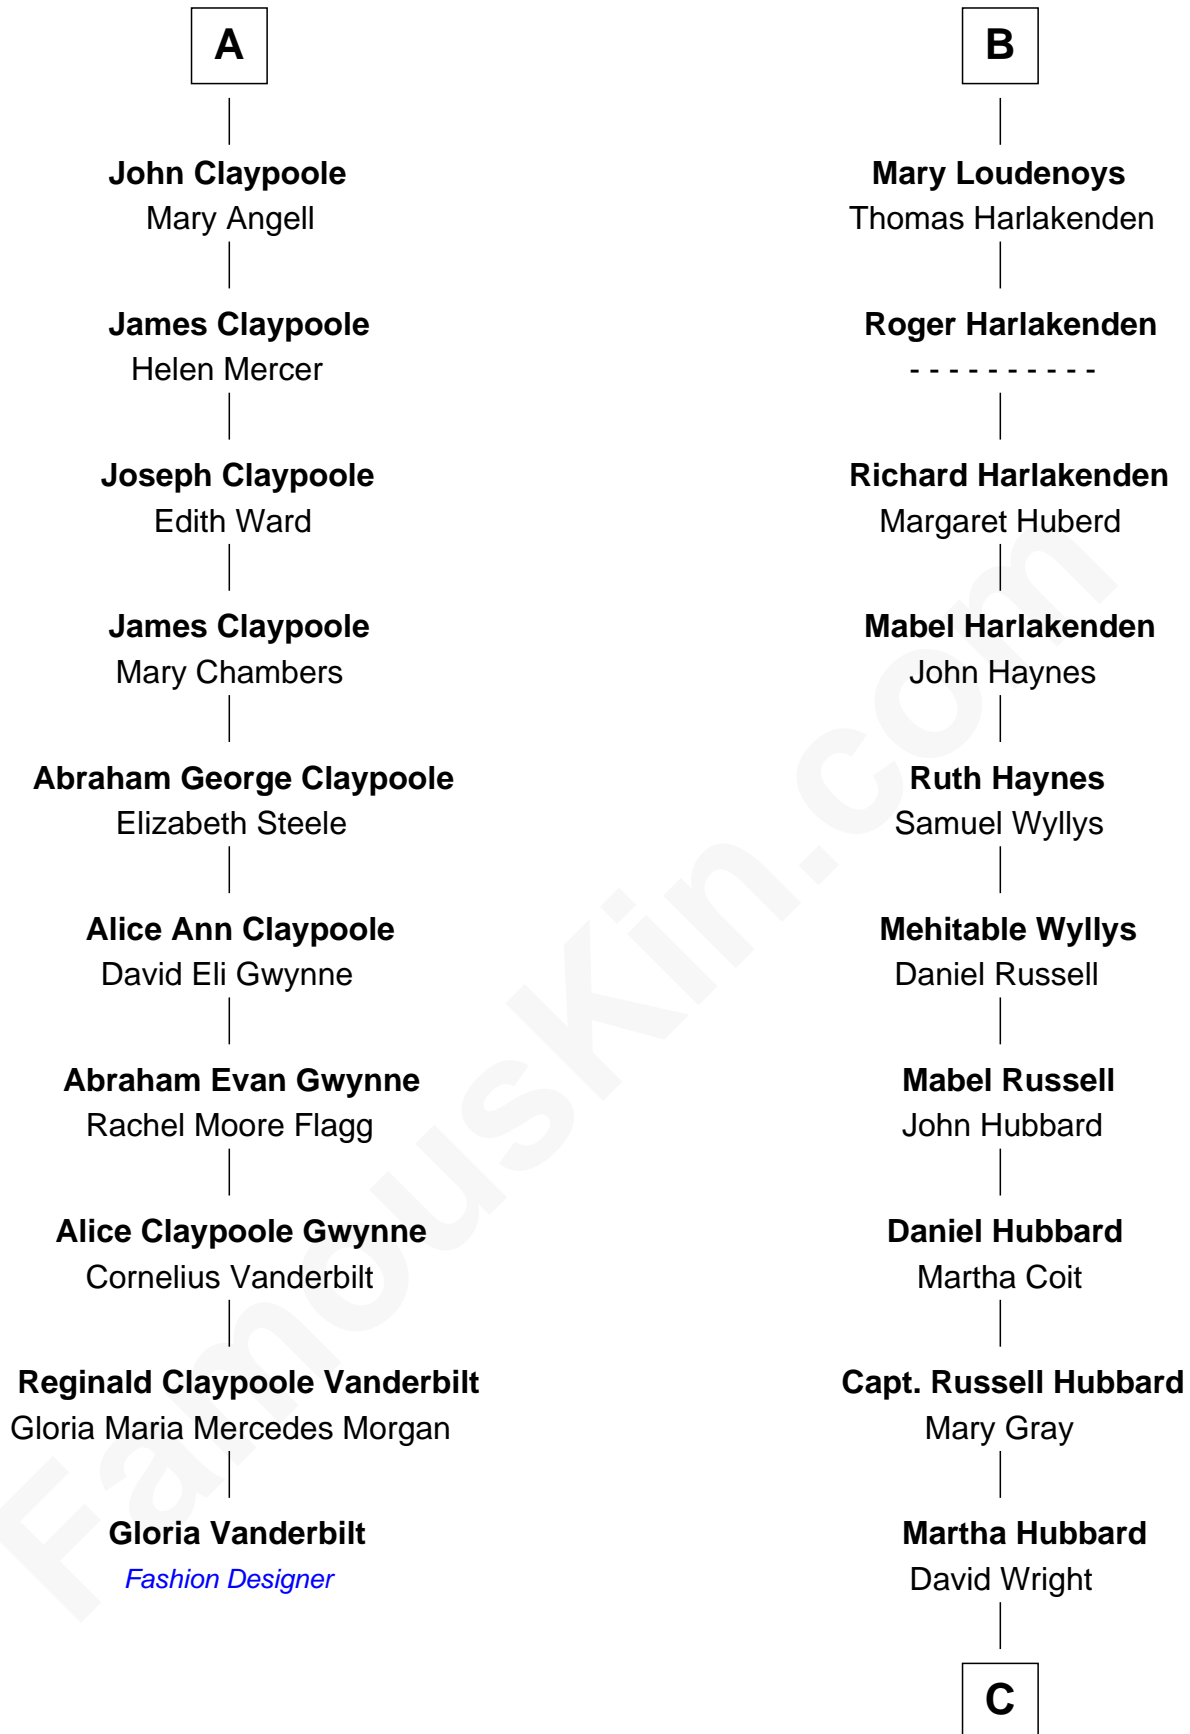 A
John Claypoole
Mary Angell
James Claypoole
Helen Mercer
Joseph Claypoole
Edith Ward
James Claypoole
Mary Chambers
Abraham George Claypoole
Elizabeth Steele
Alice Ann Claypoole
David Eli Gwynne
Abraham Evan Gwynne
Rachel Moore Flagg
Alice Claypoole Gwynne
Cornelius Vanderbilt
Reginald Claypoole Vanderbilt
Gloria Maria Mercedes Morgan
Gloria Vanderbilt
Fashion Designer
B
Mary Loudenoys
Thomas Harlakenden
Roger Harlakenden
- - - - - - - - - -
Richard Harlakenden
Margaret Huberd
Mabel Harlakenden
John Haynes
Ruth Haynes
Samuel Wyllys
Mehitable Wyllys
Daniel Russell
Mabel Russell
John Hubbard
Daniel Hubbard
Martha Coit
Capt. Russell Hubbard
Mary Gray
Martha Hubbard
David Wright
C
FamousKin.com